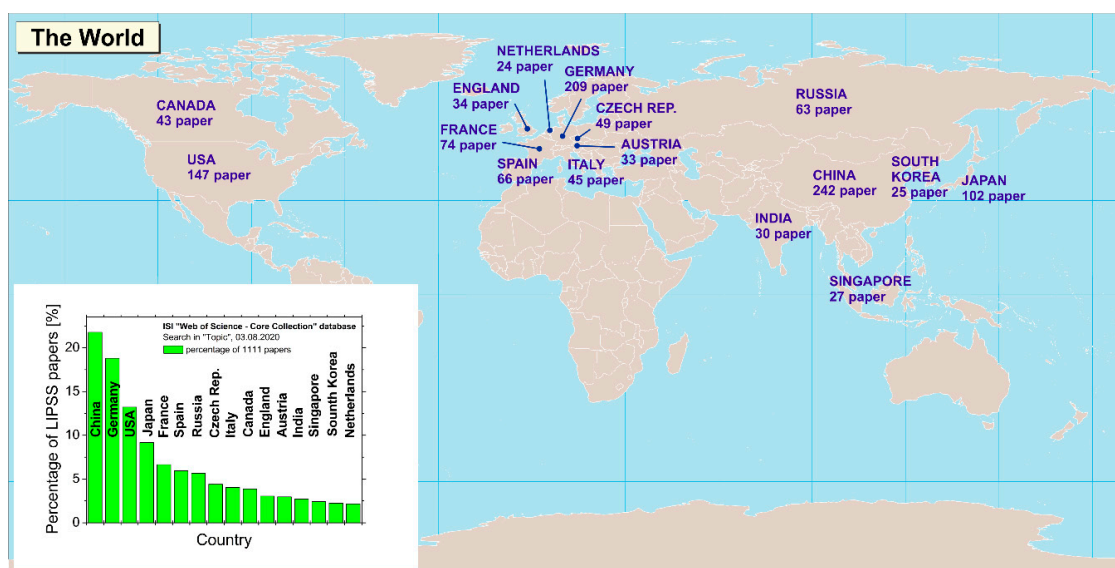 The World
NETHERLANDS
24 paper
GERMANY
209 paper
ENGLAND
34 paper
CZECH REP.
49 paper
RUSSIA
63 paper
CANADA
43 paper
FRANCE
74 paper
AUSTRIA
33 paper
USA
147 paper
SPAIN
66 paper
ITALY
45 paper
CHINA
242 paper
SOUTH
KOREA
25 paper
JAPAN
102 paper
INDIA
30 paper
SINGAPORE
27 paper
Percentage of LIPSS papers [%]
20
15
10
5
0
ISI "Web of Science - Core Collection" database
Search in "Topic", 03.08.2020
percentage of 1111 papers
China
Germany
USA
Japan
France
Spain
Russia
Czech Rep.
Italy
Canada
England
Austria
India
Singapore
Sounth Korea
Netherlands
Country